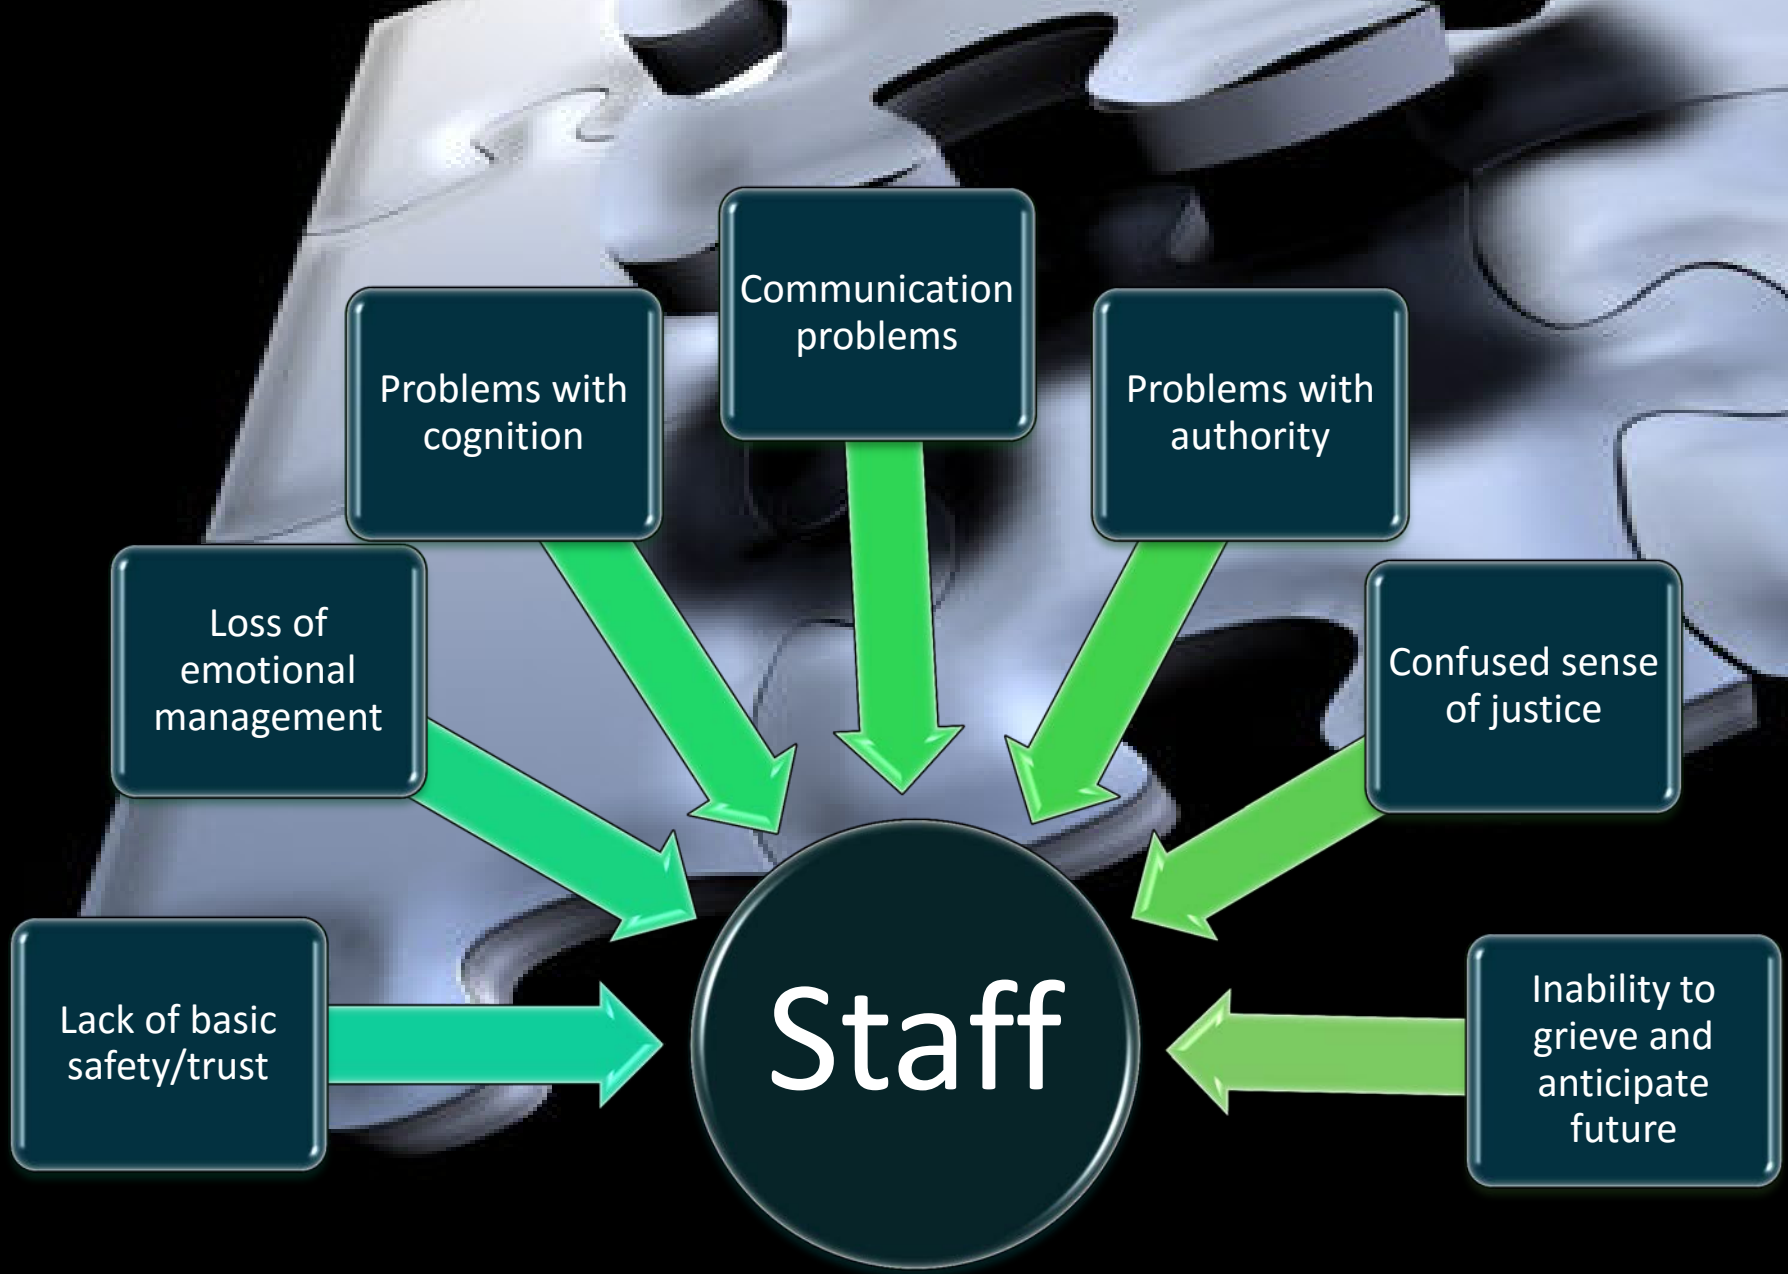 Communication
problems
Problems with
cognition
Problems with
authority
Loss of
emotional
management
Confused sense
of justice
Lack of basic
safety/trust
Staff
Inability to
grieve and
anticipate
future